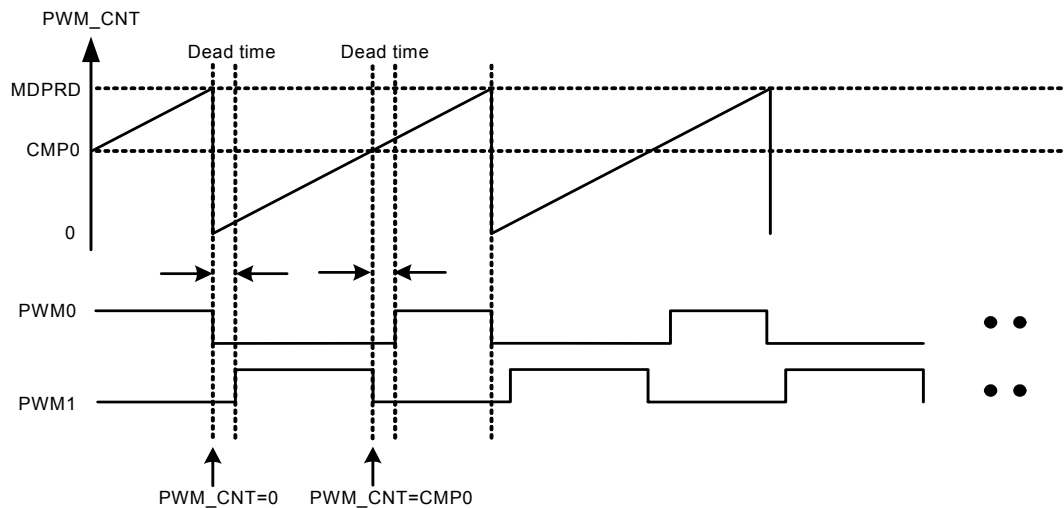 PWM_CNT
Dead time
Dead time
MDPRD
CMP0
0
PWM0
PWM1
PWM_CNT=0
PWM_CNT=CMP0